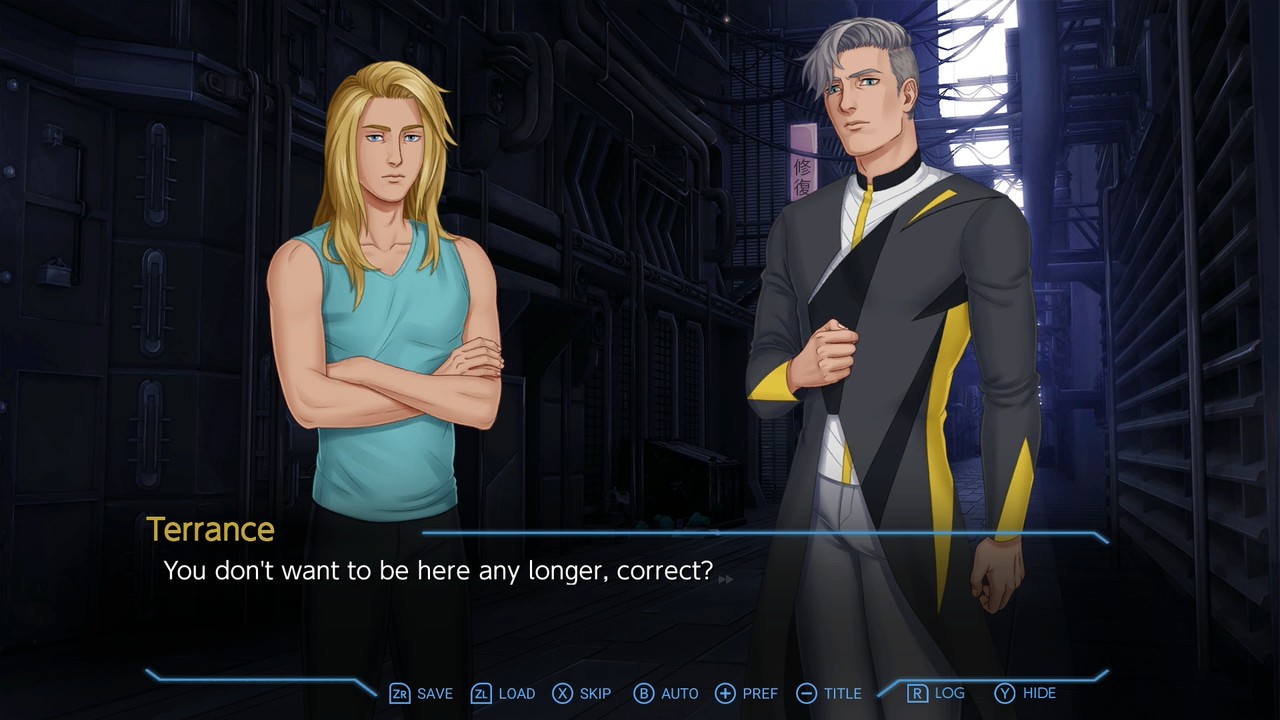 修復
Terrance
You don't want to be here any longer, correct?
ZR SAVE ZL LOAD X SKIP B AUTO + PREF − TITLE R LOG Y HIDE